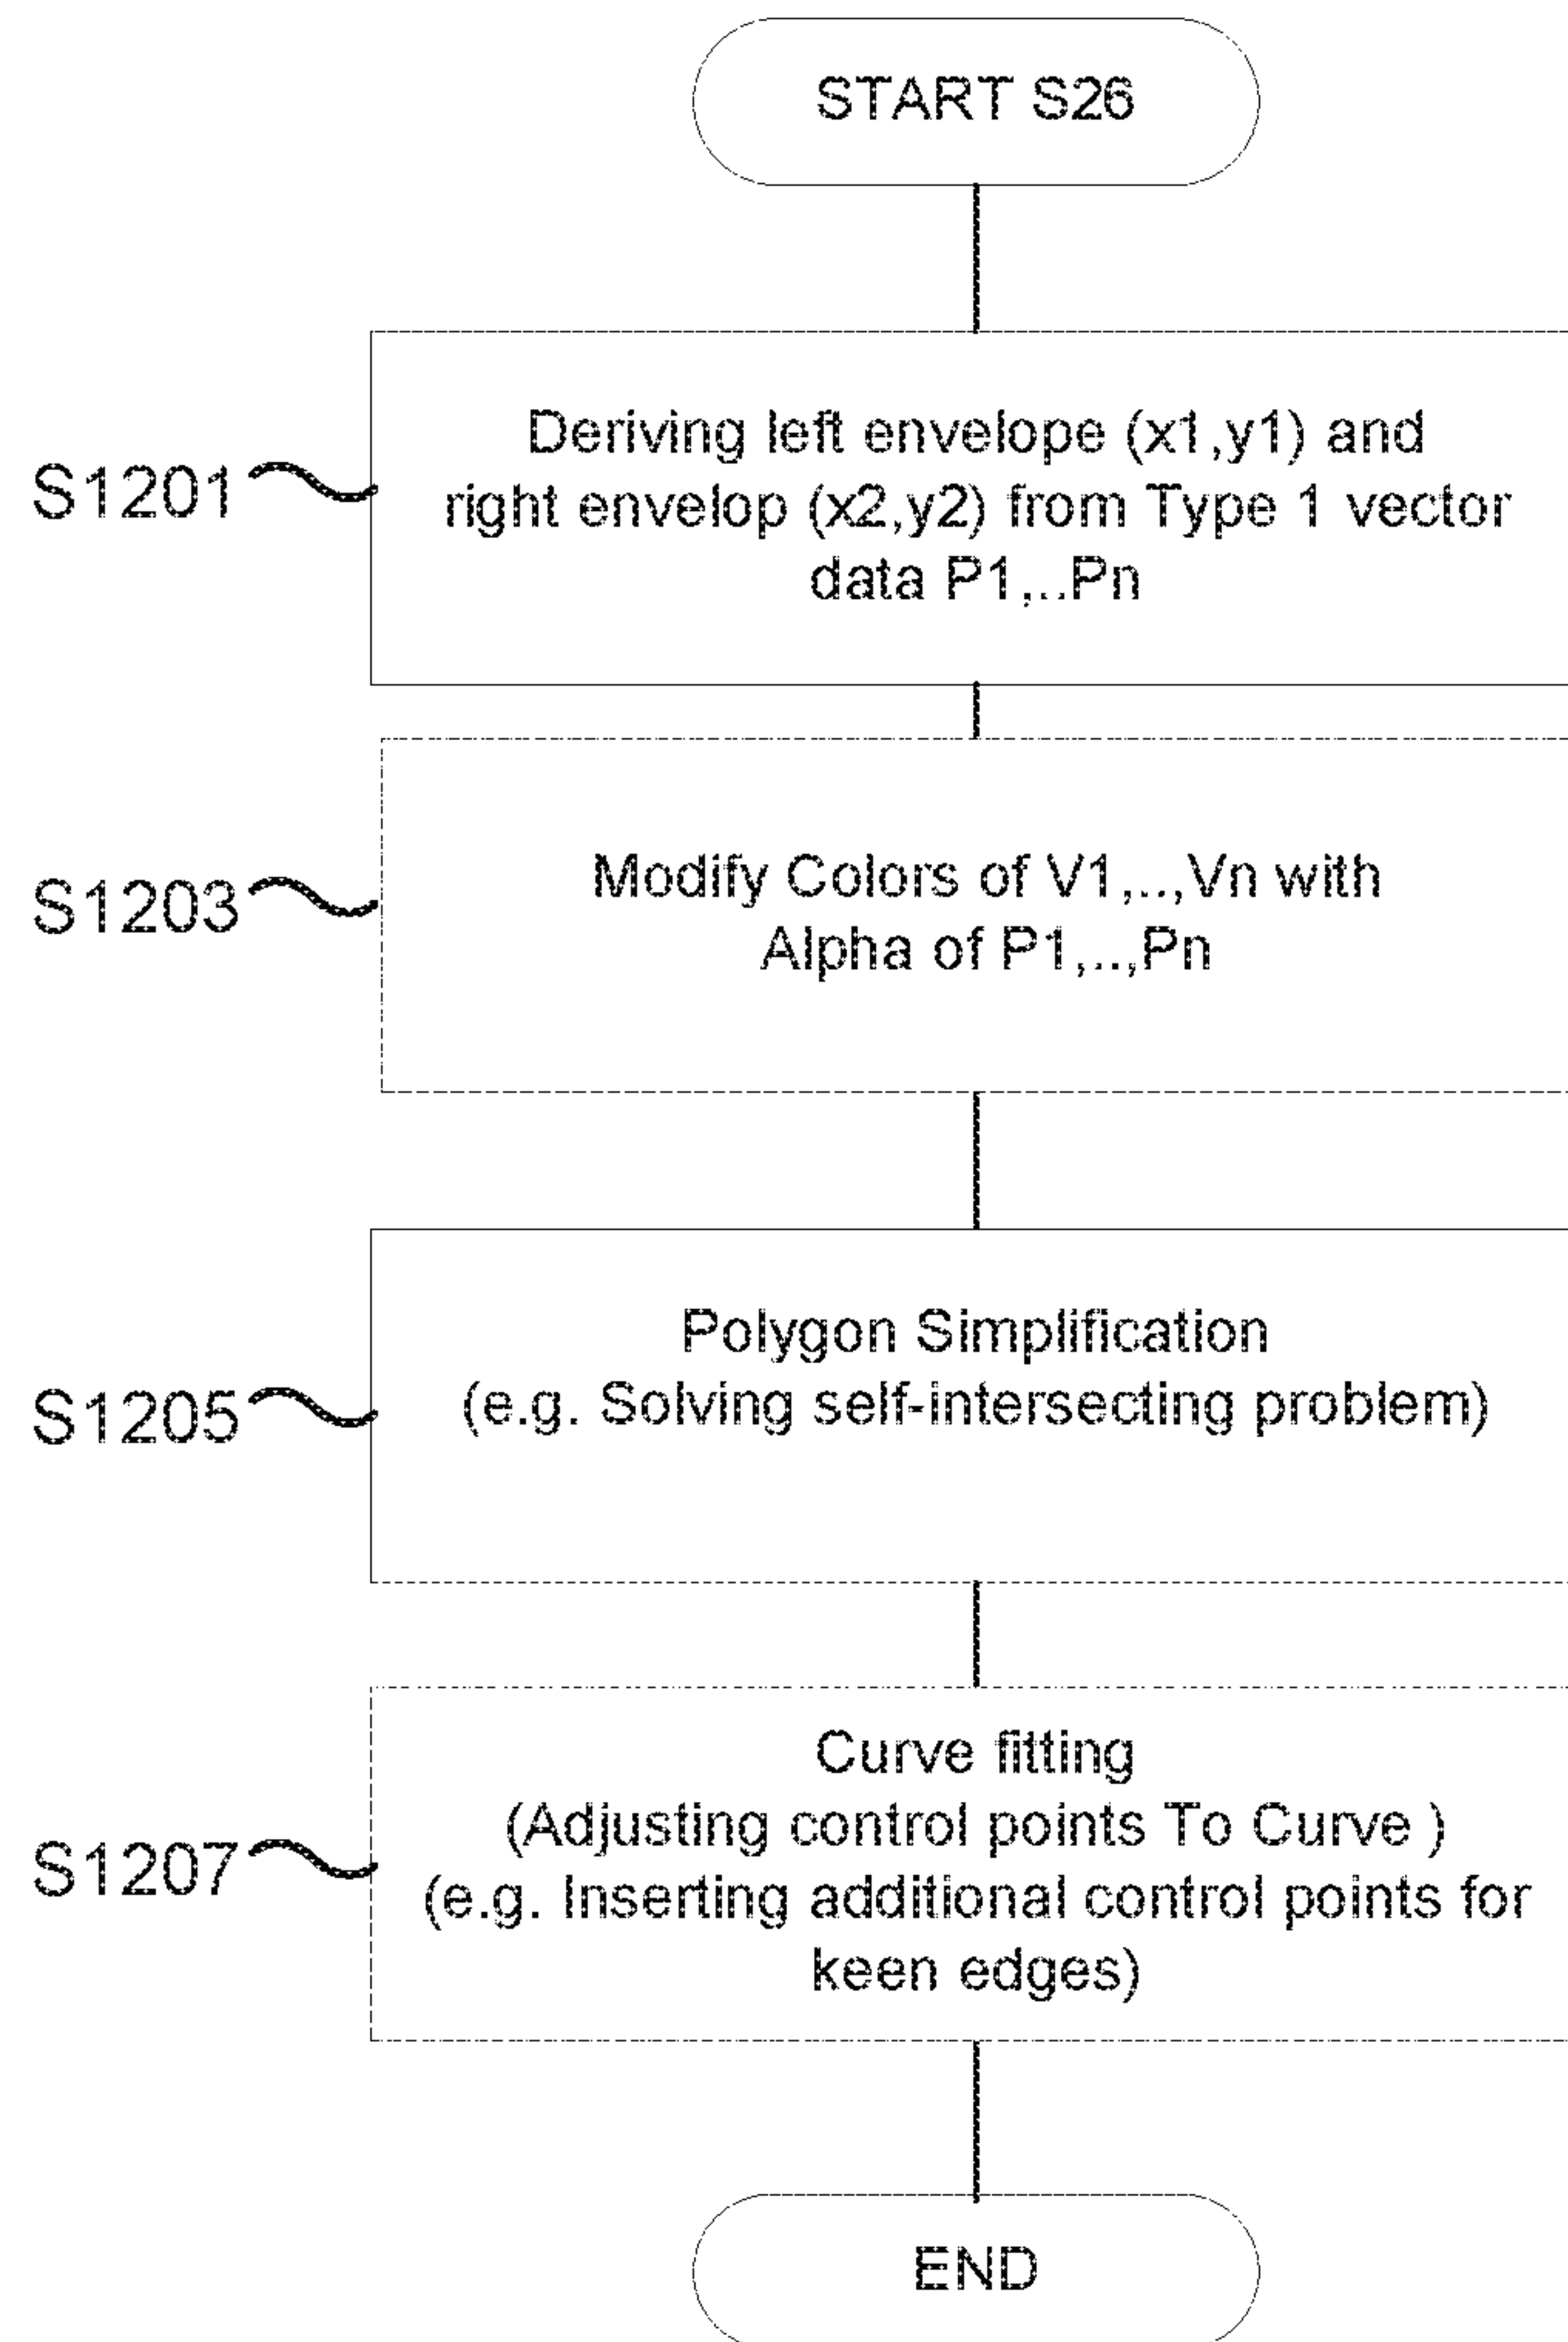 START S26
S1201
Deriving left envelope (x1,y1) and
right envelop (x2,y2) from Type 1 vector
data P1,..Pn
S1203
Modify Colors of V1,..,Vn with
Alpha of P1,..,Pn
S1205
Polygon Simplification
(e.g. Solving self-intersecting problem)
S1207
Curve fitting
(Adjusting control points To Curve )
(e.g. Inserting additional control points for
keen edges)
END